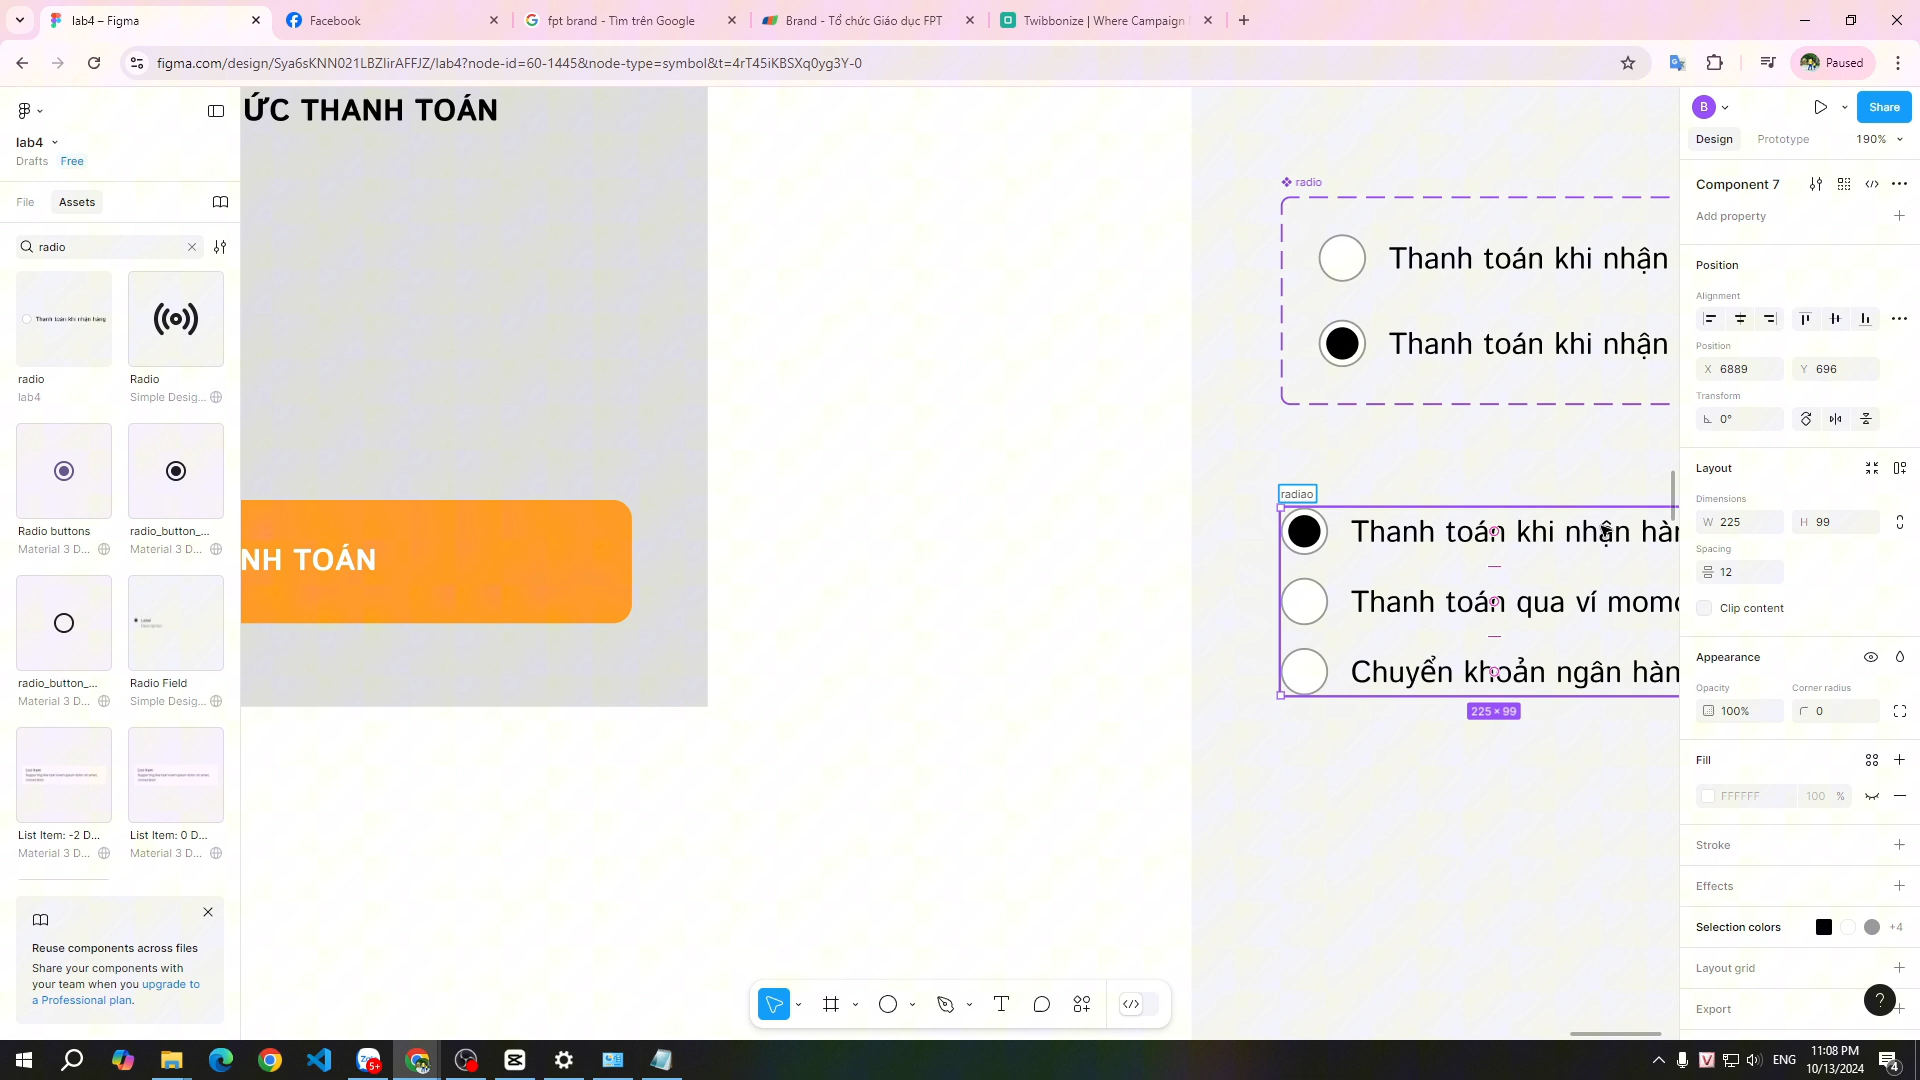 lab4 – Figma
Facebook
fpt brand - Tìm trên Google
Brand - Tổ chức Giáo dục FPT
Twibbonize | Where Campaign
figma.com/design/Sya6sKNN021LBZlirAFFJZ/lab4?node-id=60-1445&node-type=symbol&t=4rT45iKBSXq0yg3Y-0
Paused
lab4
Drafts
Free
File
Assets
radio
radio
lab4
Radio
Simple Desig...
Radio buttons
Material 3 D...
radio_button_...
Material 3 D...
radio_button_...
Material 3 D...
Radio Field
Simple Desig...
List Item: -2 D...
Material 3 D...
List Item: 0 D...
Material 3 D...
Reuse components across files
Share your components with
your team when you upgrade to
a Professional plan.
ỨC THANH TOÁN
NH TOÁN
radio
Thanh toán khi nhận
Thanh toán khi nhận
radiao
Thanh toán khi nhận hàn
Thanh toán qua ví momo
Chuyển khoản ngân hàn
225 × 99
B
Share
Design
Prototype
190%
Component 7
Add property
Position
Alignment
Position
X 6889
Y 696
Transform
0°
Layout
Dimensions
W 225
H 99
Spacing
12
Clip content
Appearance
Opacity
Corner radius
100%
0
Fill
FFFFFF
100 %
Stroke
Effects
Selection colors
+4
Layout grid
Export
?
5+
V
ENG
11:08 PM
10/13/2024
4